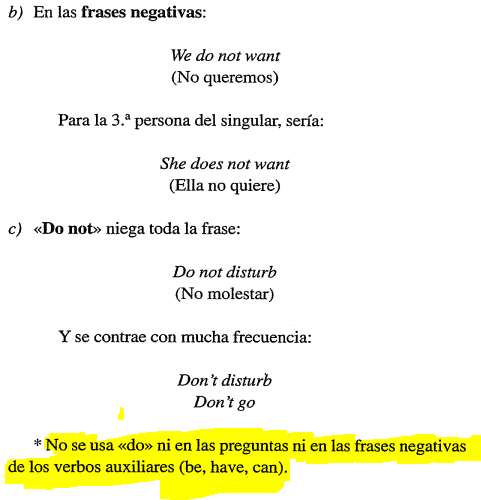 b) En las frases negativas:
We do not want
(No queremos)
Para la 3.ª persona del singular, sería:
She does not want
(Ella no quiere)
c) «Do not» niega toda la frase:
Do not disturb
(No molestar)
Y se contrae con mucha frecuencia:
Don't disturb
Don't go
* No se usa «do» ni en las preguntas ni en las frases negativas
de los verbos auxiliares (be, have, can).